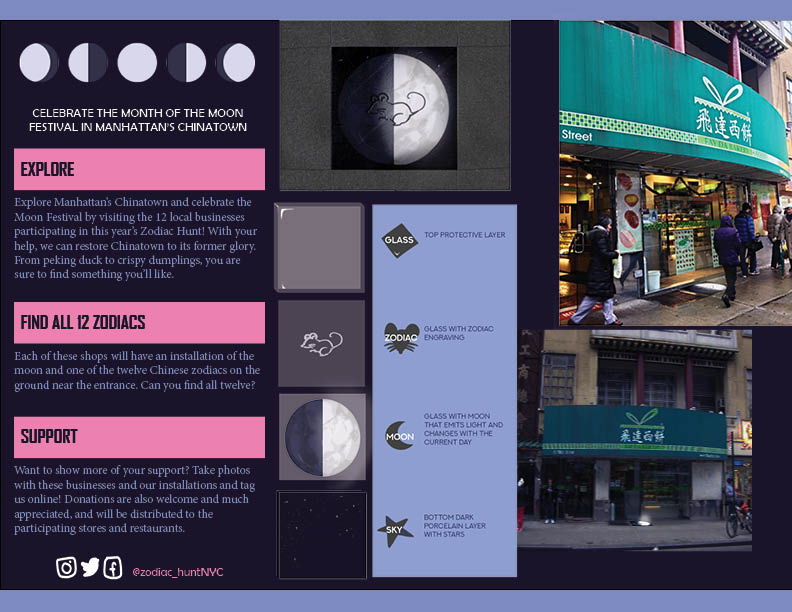 CELEBRATE THE MONTH OF THE MOON
FESTIVAL IN MANHATTAN'S CHINATOWN
EXPLORE
Explore Manhattan's Chinatown and celebrate the
Moon Festival by visiting the 12 local businesses
participating in this year's Zodiac Hunt! With your
help, we can restore Chinatown to its former glory.
From peking duck to crispy dumplings, you are
sure to find something you'll like.
FIND ALL 12 ZODIACS
Each of these shops will have an installation of the
moon and one of the twelve Chinese zodiacs on the
ground near the entrance. Can you find all twelve?
SUPPORT
Want to show more of your support? Take photos
with these businesses and our installations and tag
us online! Donations are also welcome and much
appreciated, and will be distributed to the
participating stores and restaurants.
@zodiac_huntNYC
GLASS
TOP PROTECTIVE LAYER
ZODIAC
GLASS WITH ZODIAC
ENGRAVING
MOON
GLASS WITH MOON
THAT EMITS LIGHT AND
CHANGES WITH THE
CURRENT DAY
SKY
BOTTOM DARK
PORCELAIN LAYER
WITH STARS
飛達西餅
FAY DA BAKERY
Street
飛達西餅